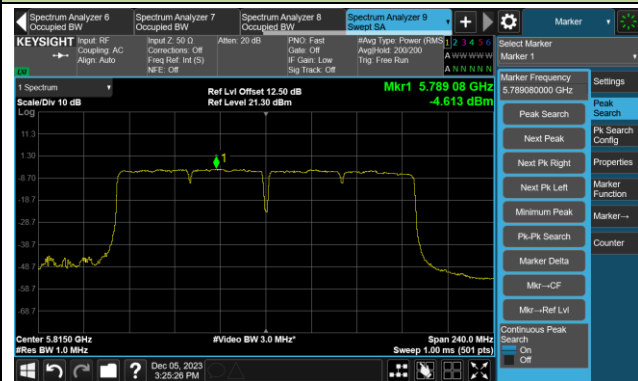 Spectrum Analyzer 6
Occupied BW
Spectrum Analyzer 7
Occupied BW
Spectrum Analyzer 8
Occupied BW
Spectrum Analyzer 9
Swept SA
Marker
KEYSIGHT
Input: RF
Coupling: AC
Align: Auto
Input Z: 50 Ω
Corrections: Off
Freq Ref: Int (S)
NFE: Off
Atten: 20 dB
PNO: Fast
Gate: Off
IF Gain: Low
Sig Track: Off
#Avg Type: Power (RMS
Avg|Hold: 200/200
Trig: Free Run
1 2 3 4 5 6
A W W W W W
A N N N N N
LW
Select Marker
Marker 1
1 Spectrum
Scale/Div 10 dB
Log
Ref Lvl Offset 12.50 dB
Ref Level 21.30 dBm
Mkr1 5.789 08 GHz
-4.613 dBm
11.3
1.30
-8.70
-18.7
-28.7
-38.7
-48.7
-58.7
-68.7
1
Center 5.8150 GHz
#Res BW 1.0 MHz
#Video BW 3.0 MHz*
Span 240.0 MHz
Sweep 1.00 ms (501 pts)
Marker Frequency
5.789080000 GHz
Peak Search
Next Peak
Next Pk Right
Next Pk Left
Minimum Peak
Pk-Pk Search
Marker Delta
Mkr→CF
Mkr→Ref Lvl
Continuous Peak
Search
On
Off
Settings
Peak
Search
Pk Search
Config
Properties
Marker
Function
Marker→
Counter
Dec 05, 2023
3:25:26 PM